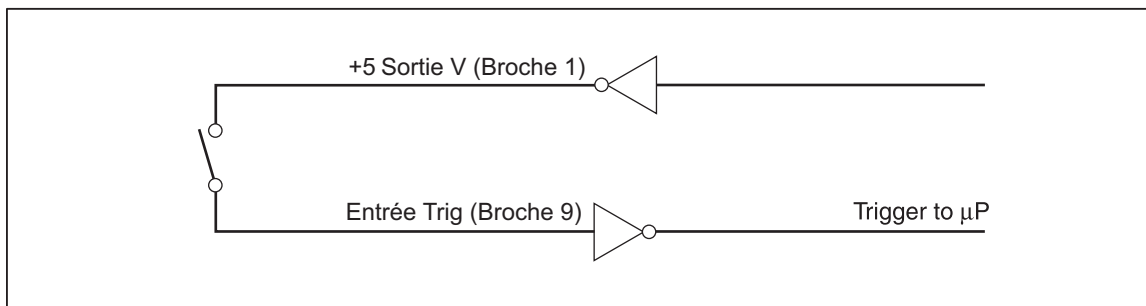 +5 Sortie V (Broche 1)
Entrée Trig (Broche 9)
Trigger to µP